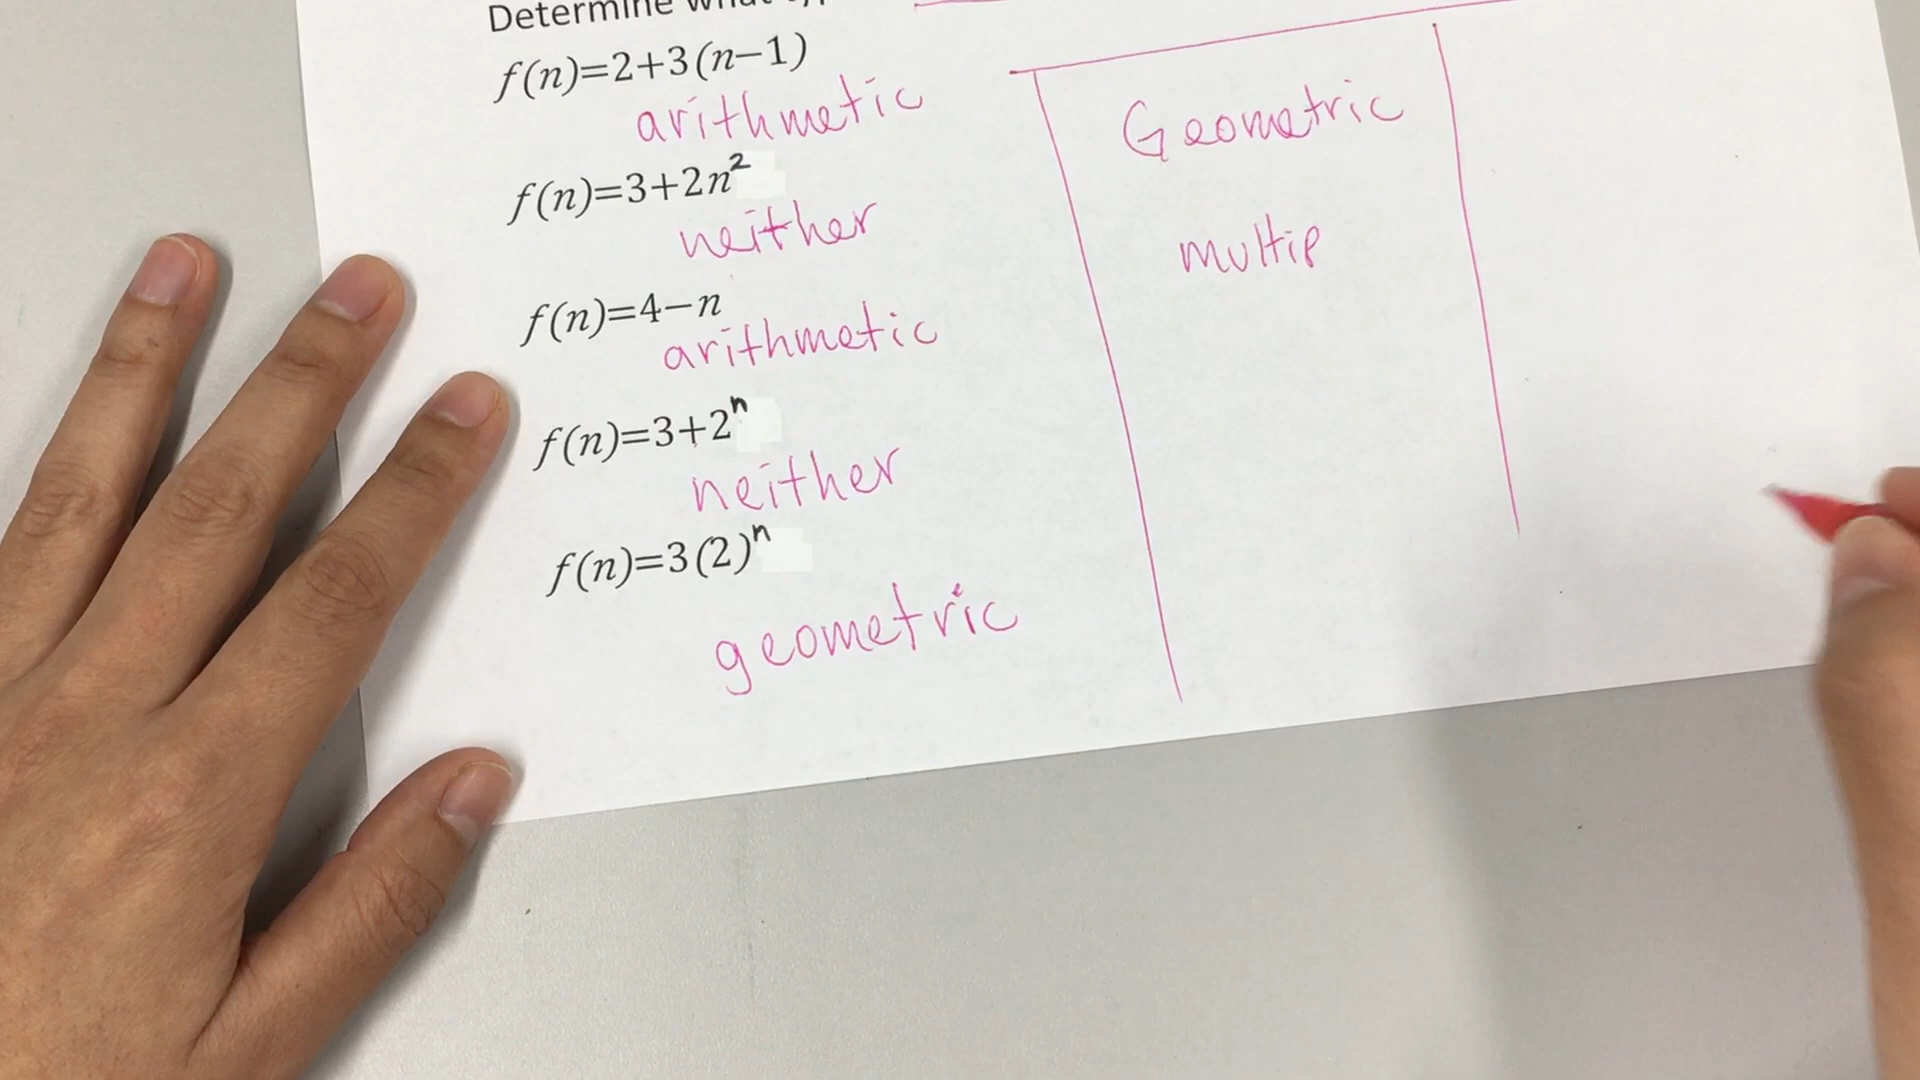 Determine
f(n)=2+3(n−1)
arithmetic
f(n)=3+2n²
neither
f(n)=4−n
arithmetic
f(n)=3+2ⁿ
neither
f(n)=3(2)ⁿ
geometric
Geometric
multip